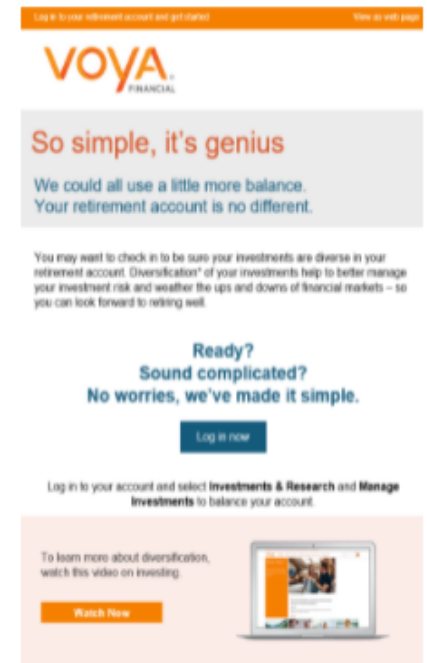 Log in to your retirement account and get started
View as web page
VOYA
FINANCIAL
So simple, it's genius
We could all use a little more balance.
Your retirement account is no different.
You may want to check in to be sure your investments are diverse in your
retirement account. Diversification* of your investments help to better manage
your investment risk and weather the ups and downs of financial markets – so
you can look forward to retiring well.
Ready?
Sound complicated?
No worries, we've made it simple.
Log in now
Log in to your account and select Investments & Research and Manage
Investments to balance your account.
To learn more about diversification,
watch this video on investing.
Watch Now